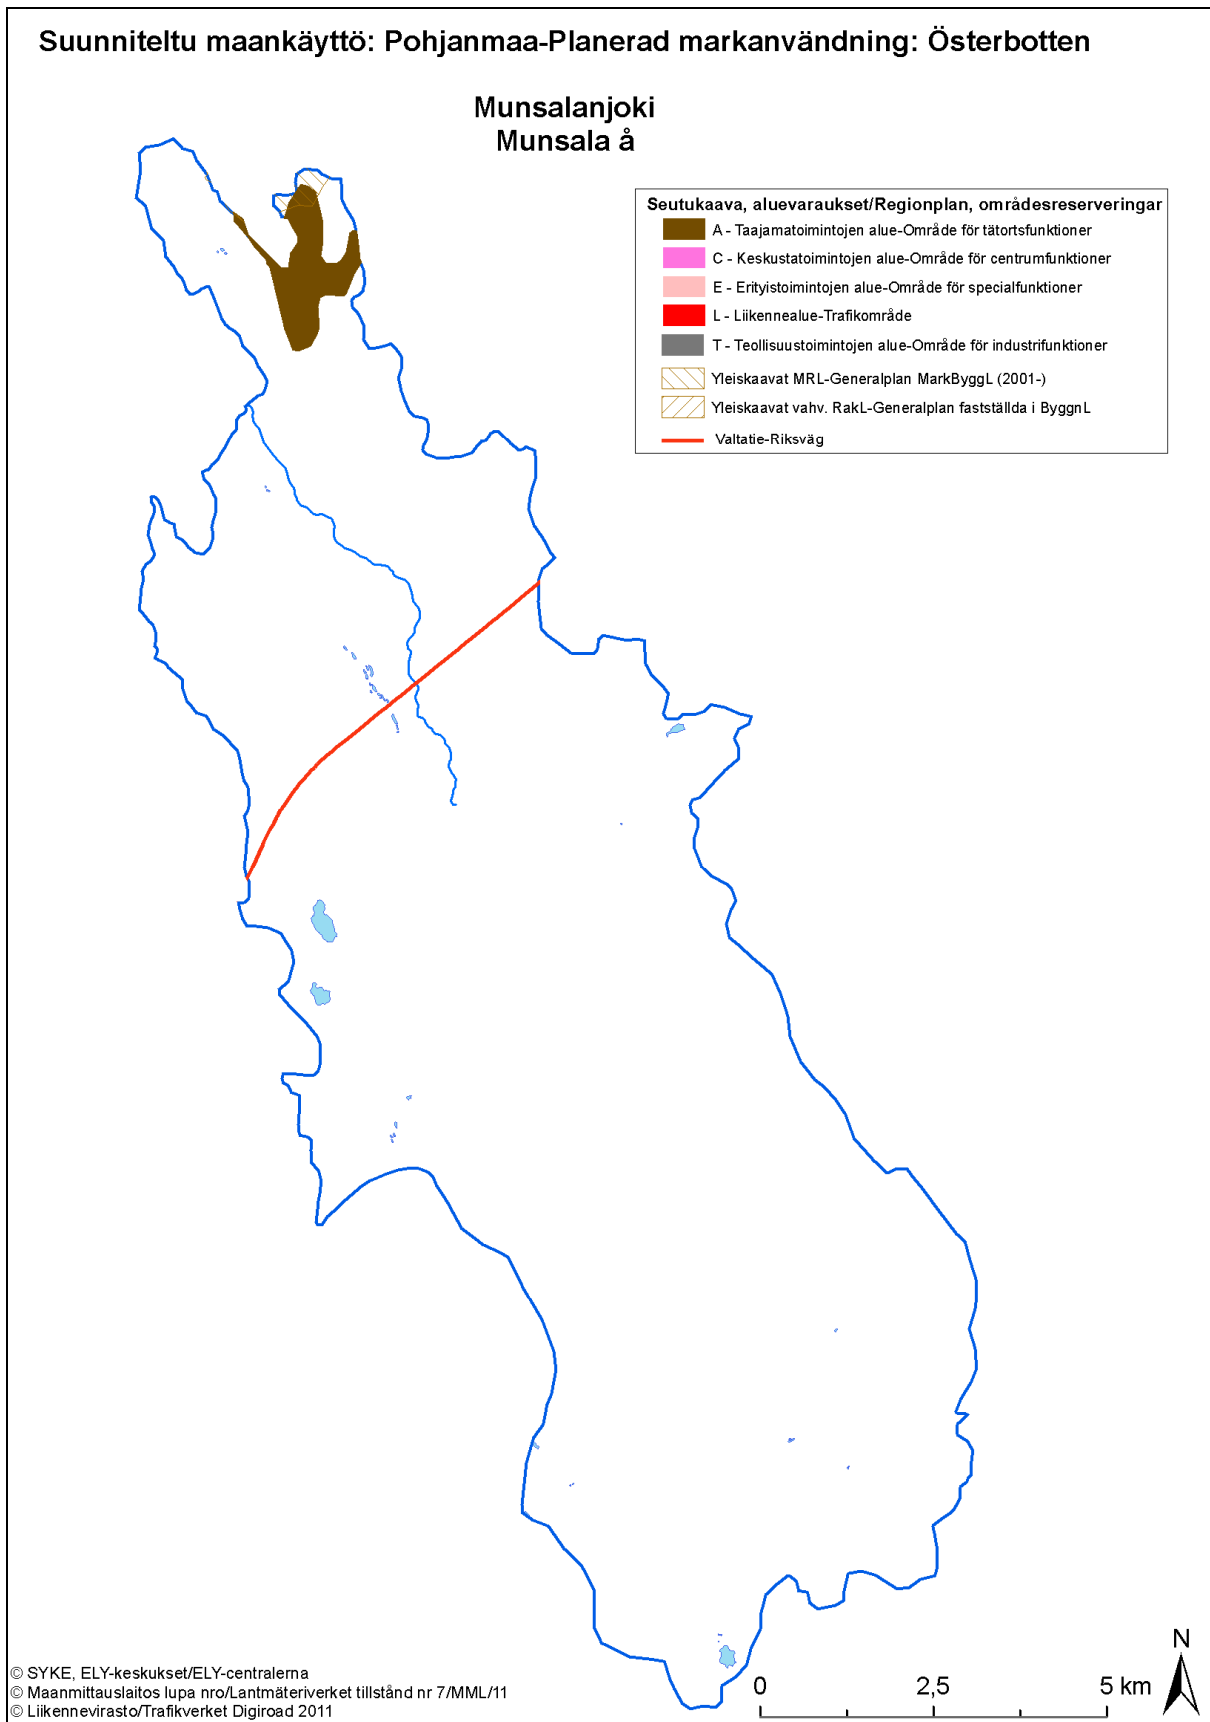 Suunniteltu maankäyttö: Pohjanmaa-Planerad markanvändning: Österbotten
Munsalanjoki
Munsala å
Seutukaava, aluevaraukset/Regionplan, områdesreserveringar
A - Taajamatoimintojen alue-Område för tätortsfunktioner
C - Keskustatoimintojen alue-Område för centrumfunktioner
E - Erityistoimintojen alue-Område för specialfunktioner
L - Liikennealue-Trafikområde
T - Teollisuustoimintojen alue-Område för industrifunktioner
Yleiskaavat MRL-Generalplan MarkByggL (2001-)
Yleiskaavat vahv. RakL-Generalplan fastställda i ByggnL
Valtatie-Riksväg
N
0 2,5 5 km
© SYKE, ELY-keskukset/ELY-centralerna
© Maanmittauslaitos lupa nro/Lantmäteriverket tillstånd nr 7/MML/11
© Liikennevirasto/Trafikverket Digiroad 2011